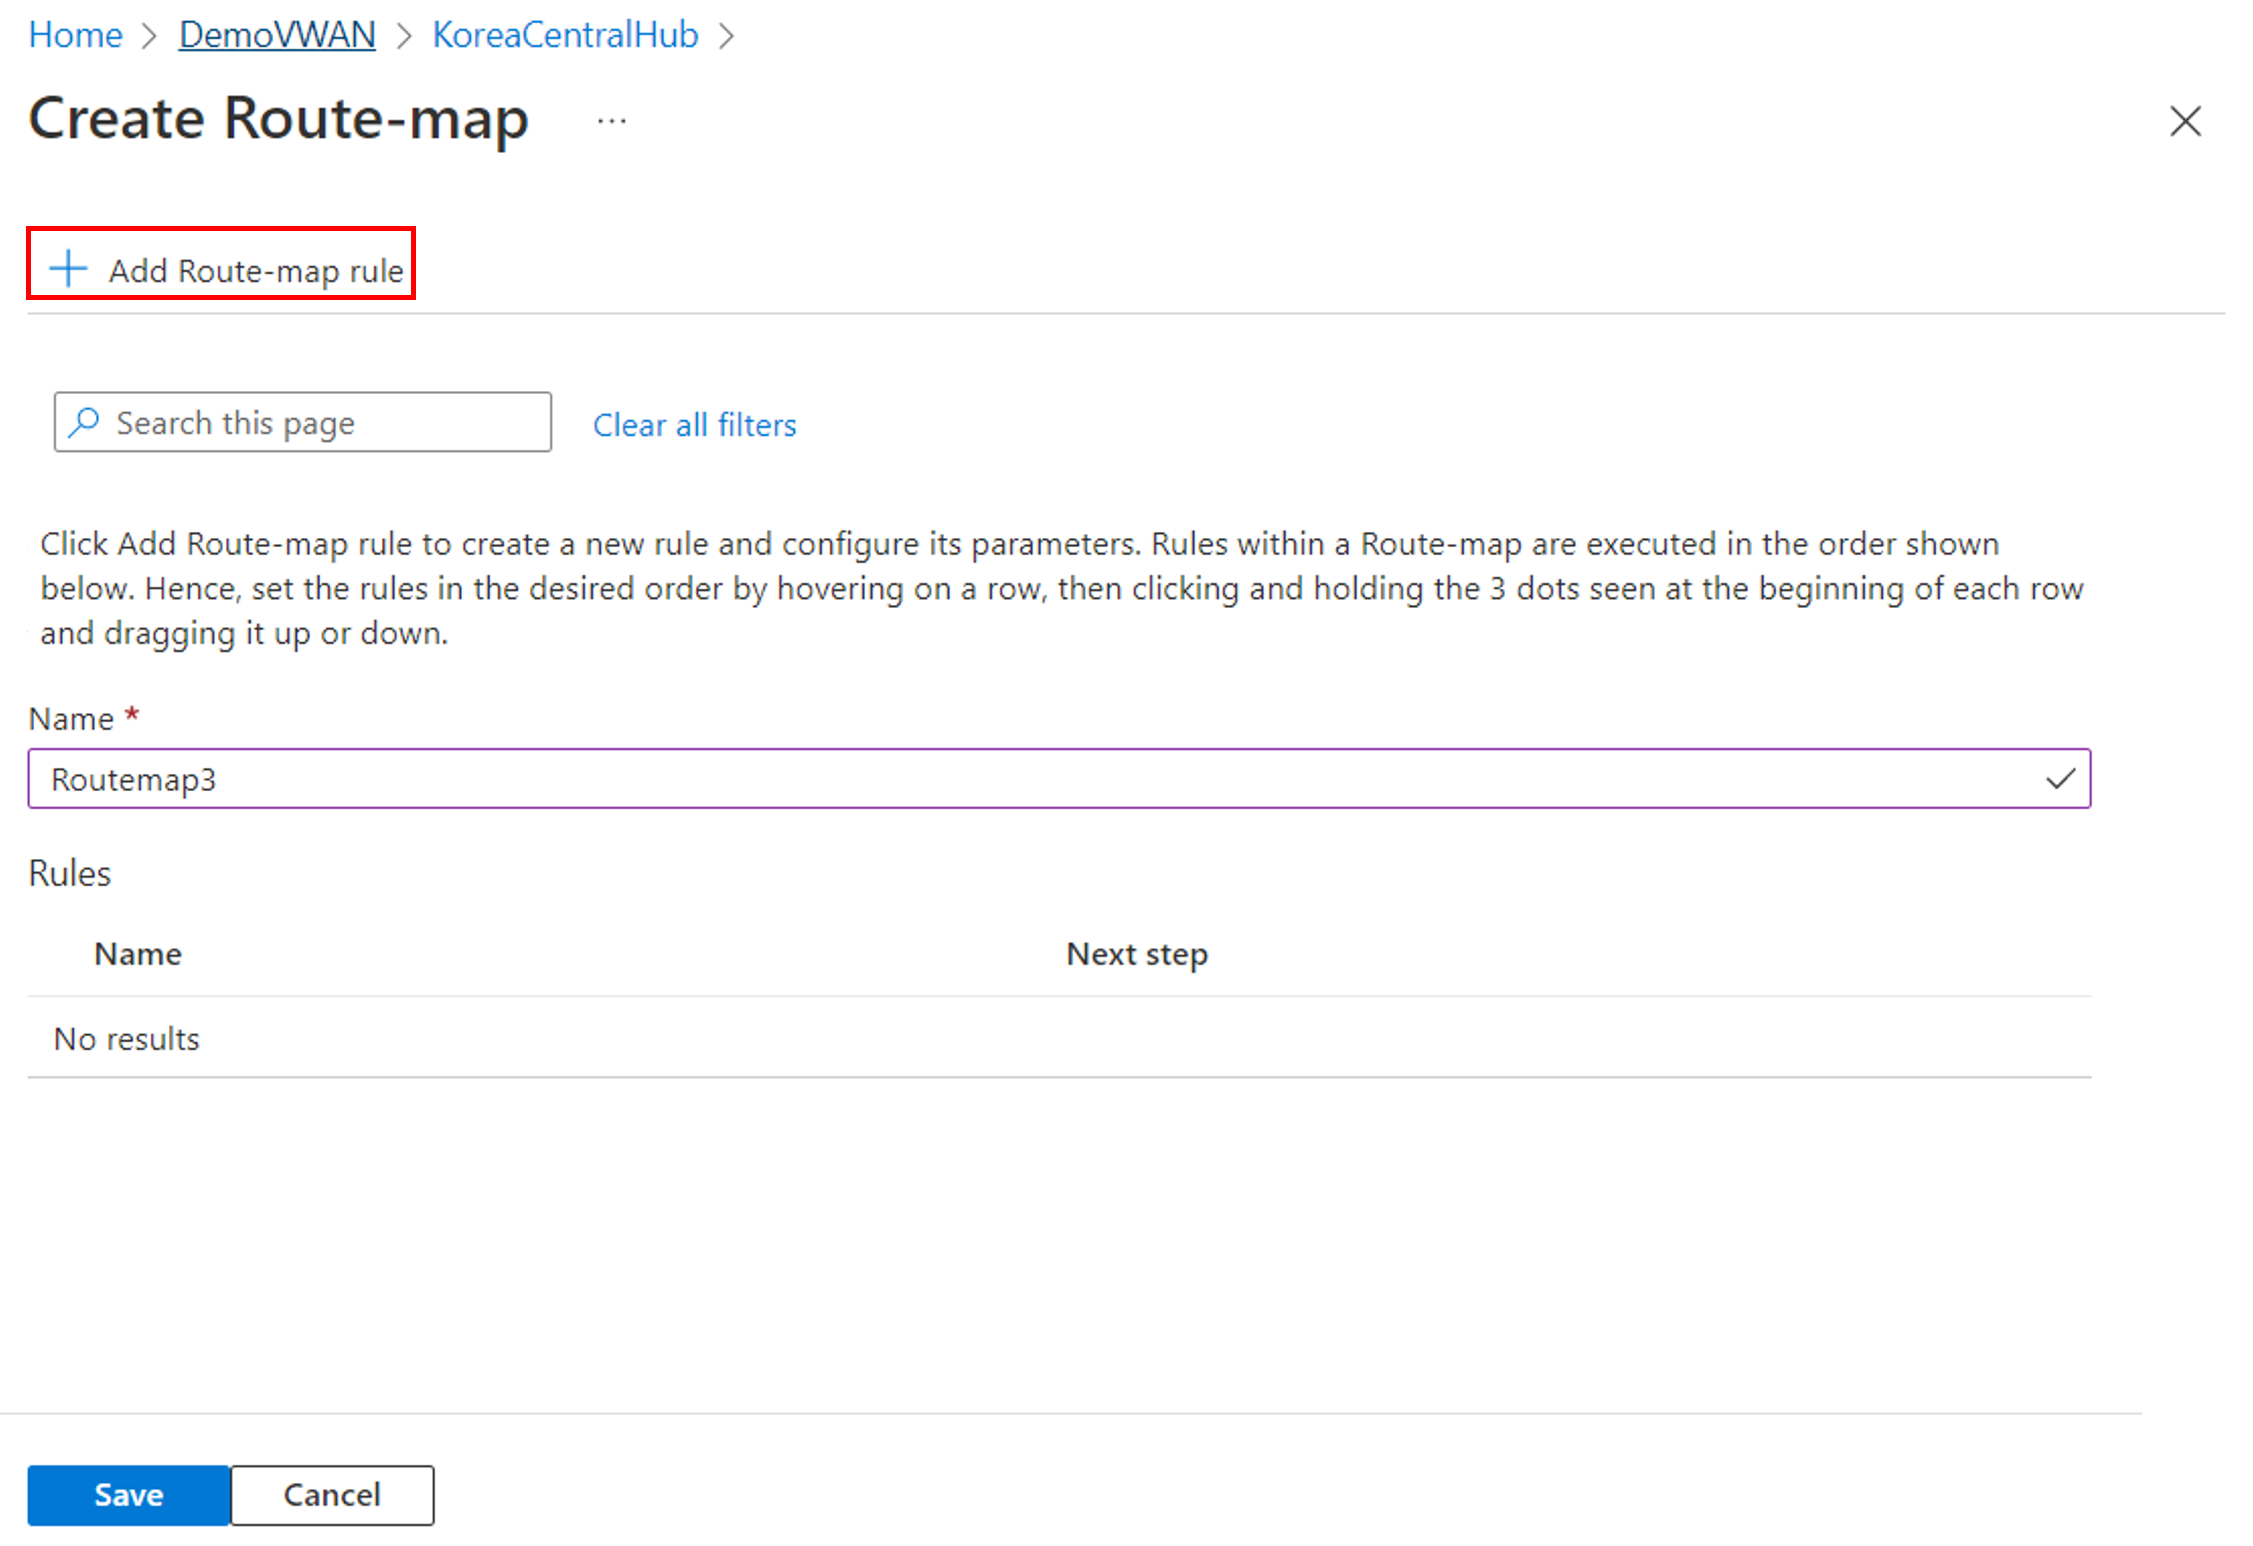 Home > DemoVWAN > KoreaCentralHub >
Create Route-map ...
Add Route-map rule
Search this page Clear all filters
Click Add Route-map rule to create a new rule and configure its parameters. Rules within a Route-map are executed in the order shown
below. Hence, set the rules in the desired order by hovering on a row, then clicking and holding the 3 dots seen at the beginning of each row
and dragging it up or down.
Name *
Routemap3
Rules
Name Next step
No results
Save Cancel